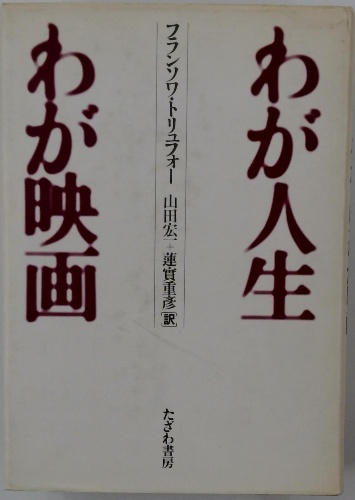 わが人生
わが映画
フランソワ・トリュフォー
山田宏一+蓮實重彦[訳]
たざわ書房